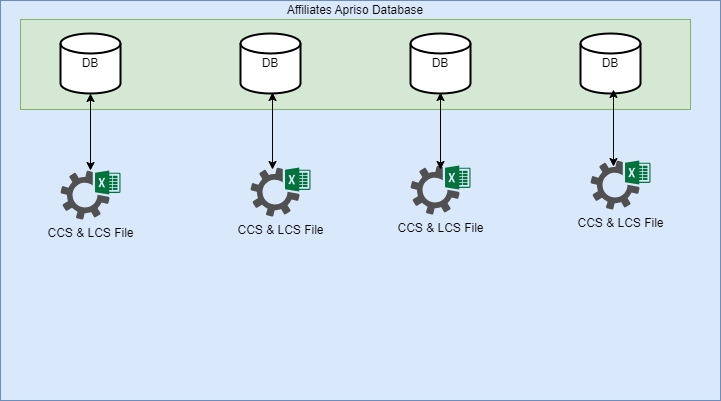 Affiliates Apriso Database
DB
DB
DB
DB
X
X
X
X
CCS & LCS File
CCS & LCS File
CCS & LCS File
CCS & LCS File